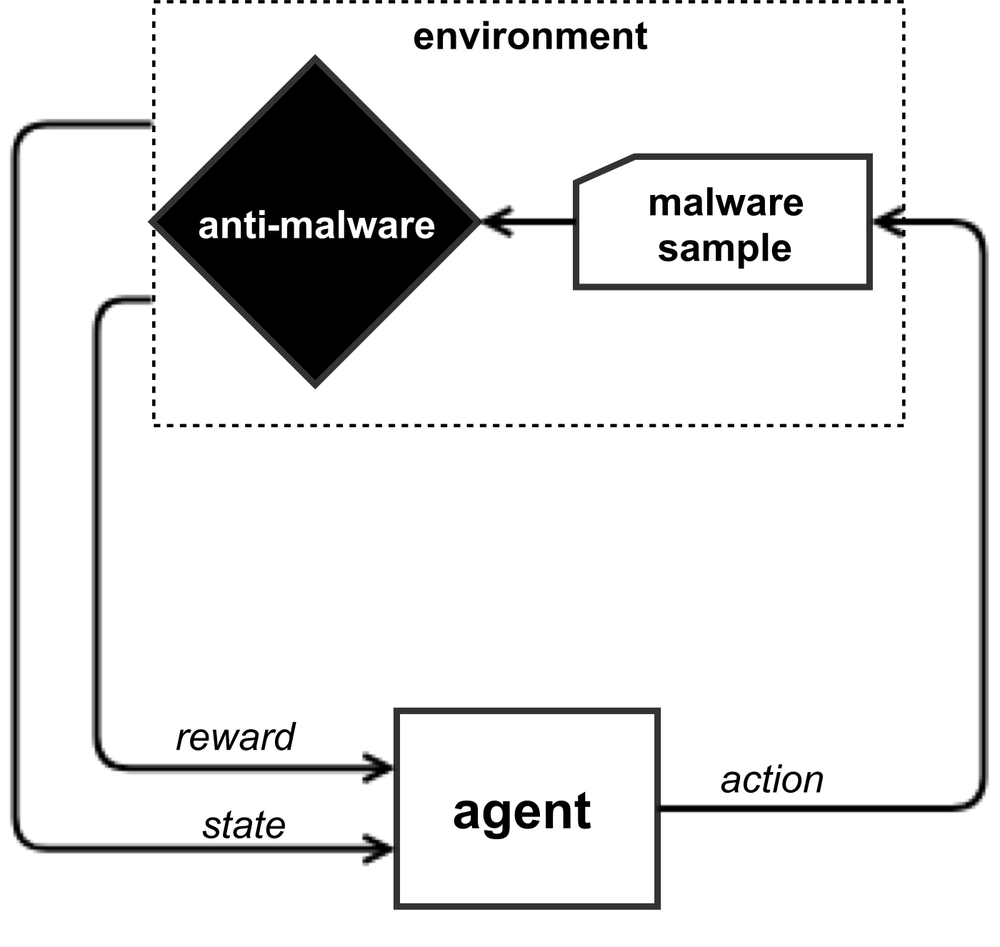 environment
anti-malware
malware
sample
reward
state
agent
action